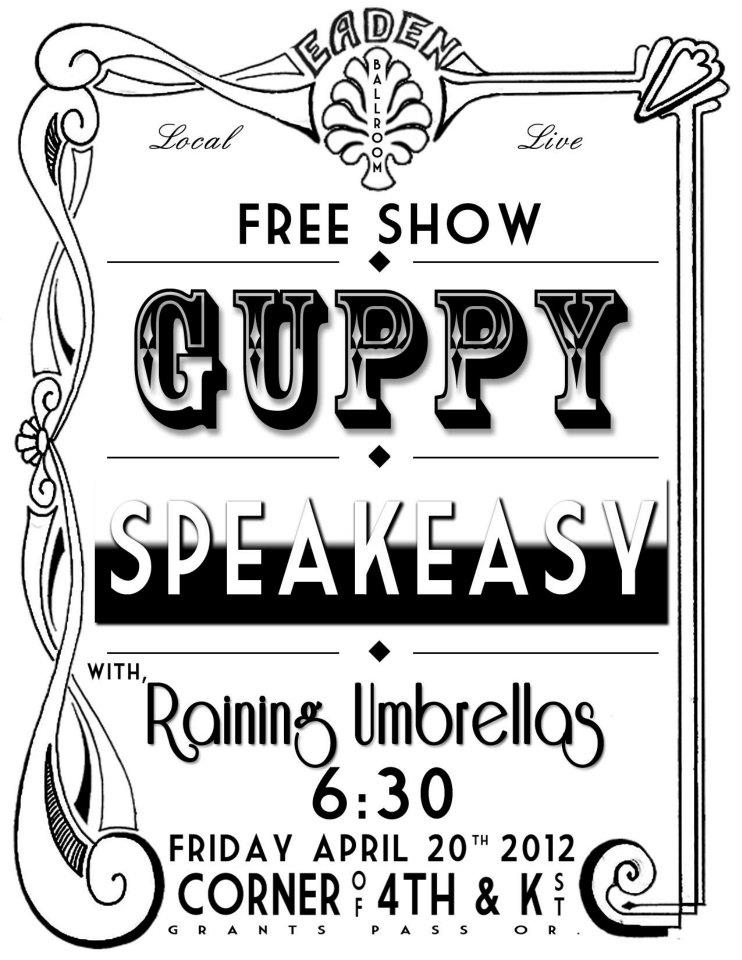 EADEN
BALLROOM
Local Live
FREE SHOW
GUPPY
SPEAKEASY
WITH,
Raining Umbrellas
6:30
FRIDAY APRIL 20TH 2012
CORNER OF 4TH & K ST
GRANTS PASS OR.